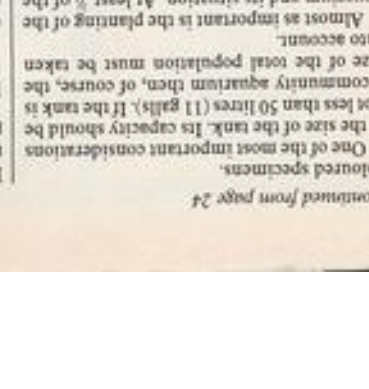 ontinued from page 24
oloured specimens.
One of the most important considerations
the size of the tank. Its capacity should be
ot less than 50 litres (11 galls). If the tank is
community aquarium then, of course, the
ze of the total population must be taken
to account.
Almost as important is the planting of the